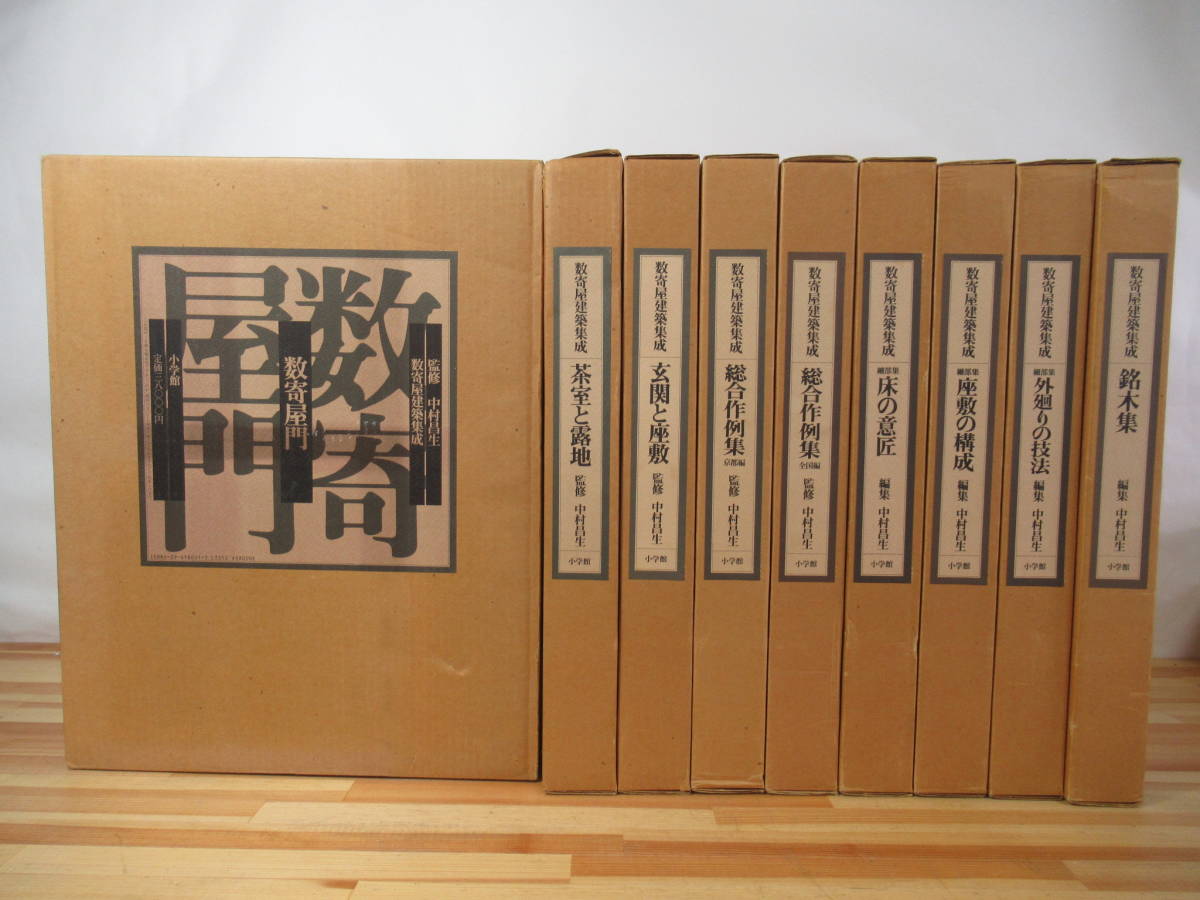 数寄
屋門
監修 中村昌生
数寄屋建築集成
数寄屋門
小学館
定価二八〇〇〇円
数寄屋建築集成 茶室と露地 監修 中村昌生 小学館
数寄屋建築集成 玄関と座敷 監修 中村昌生 小学館
数寄屋建築集成 総合作例集 京都編 監修 中村昌生 小学館
数寄屋建築集成 総合作例集 全国編 監修 中村昌生 小学館
数寄屋建築集成 細部集 床の意匠 編集 中村昌生 小学館
数寄屋建築集成 細部集 座敷の構成 編集 中村昌生 小学館
数寄屋建築集成 細部集 外廻りの技法 編集 中村昌生 小学館
数寄屋建築集成 銘木集 編集 中村昌生 小学館